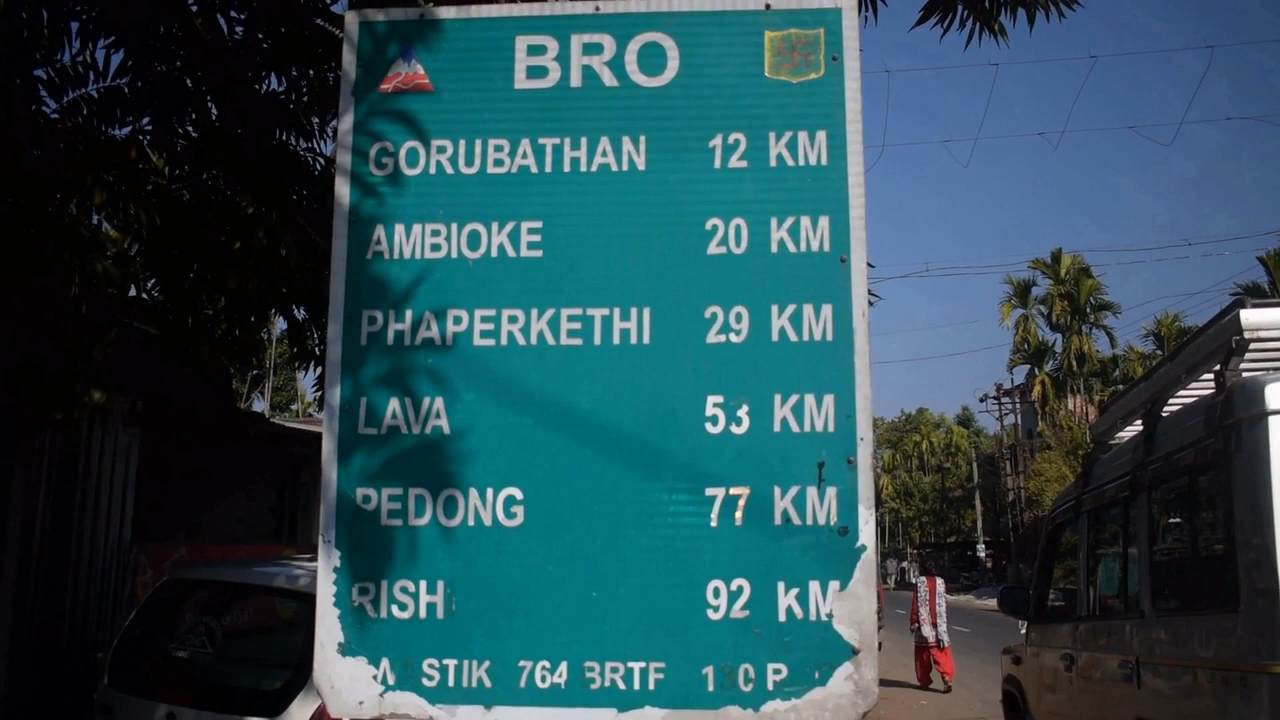 BRO
GORUBATHAN 12 KM
AMBIOKE 20 KM
PHAPERKETHI 29 KM
LAVA 53 KM
PEDONG 77 KM
RISH 92 KM
STIK 764 BRTF